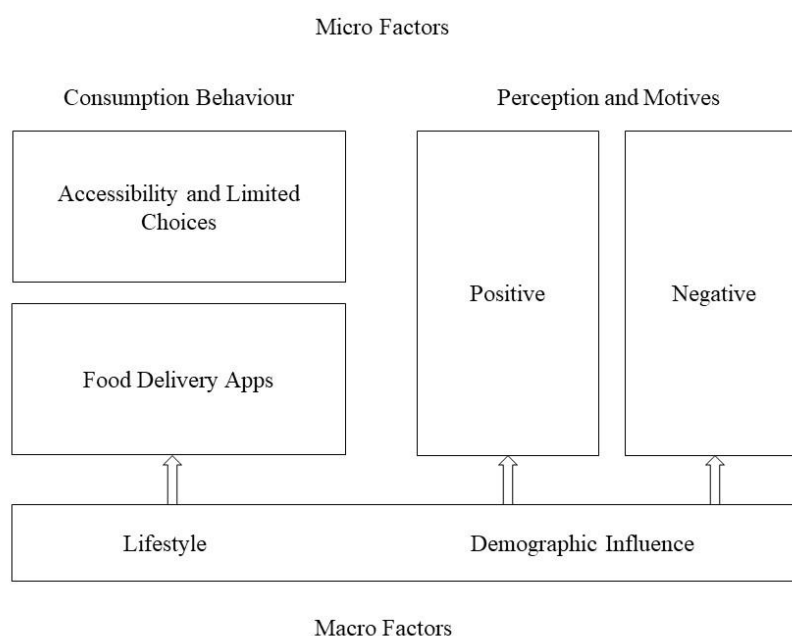 Micro Factors
Consumption Behaviour
Perception and Motives
Accessibility and Limited
Choices
Food Delivery Apps
Positive
Negative
Lifestyle
Demographic Influence
Macro Factors